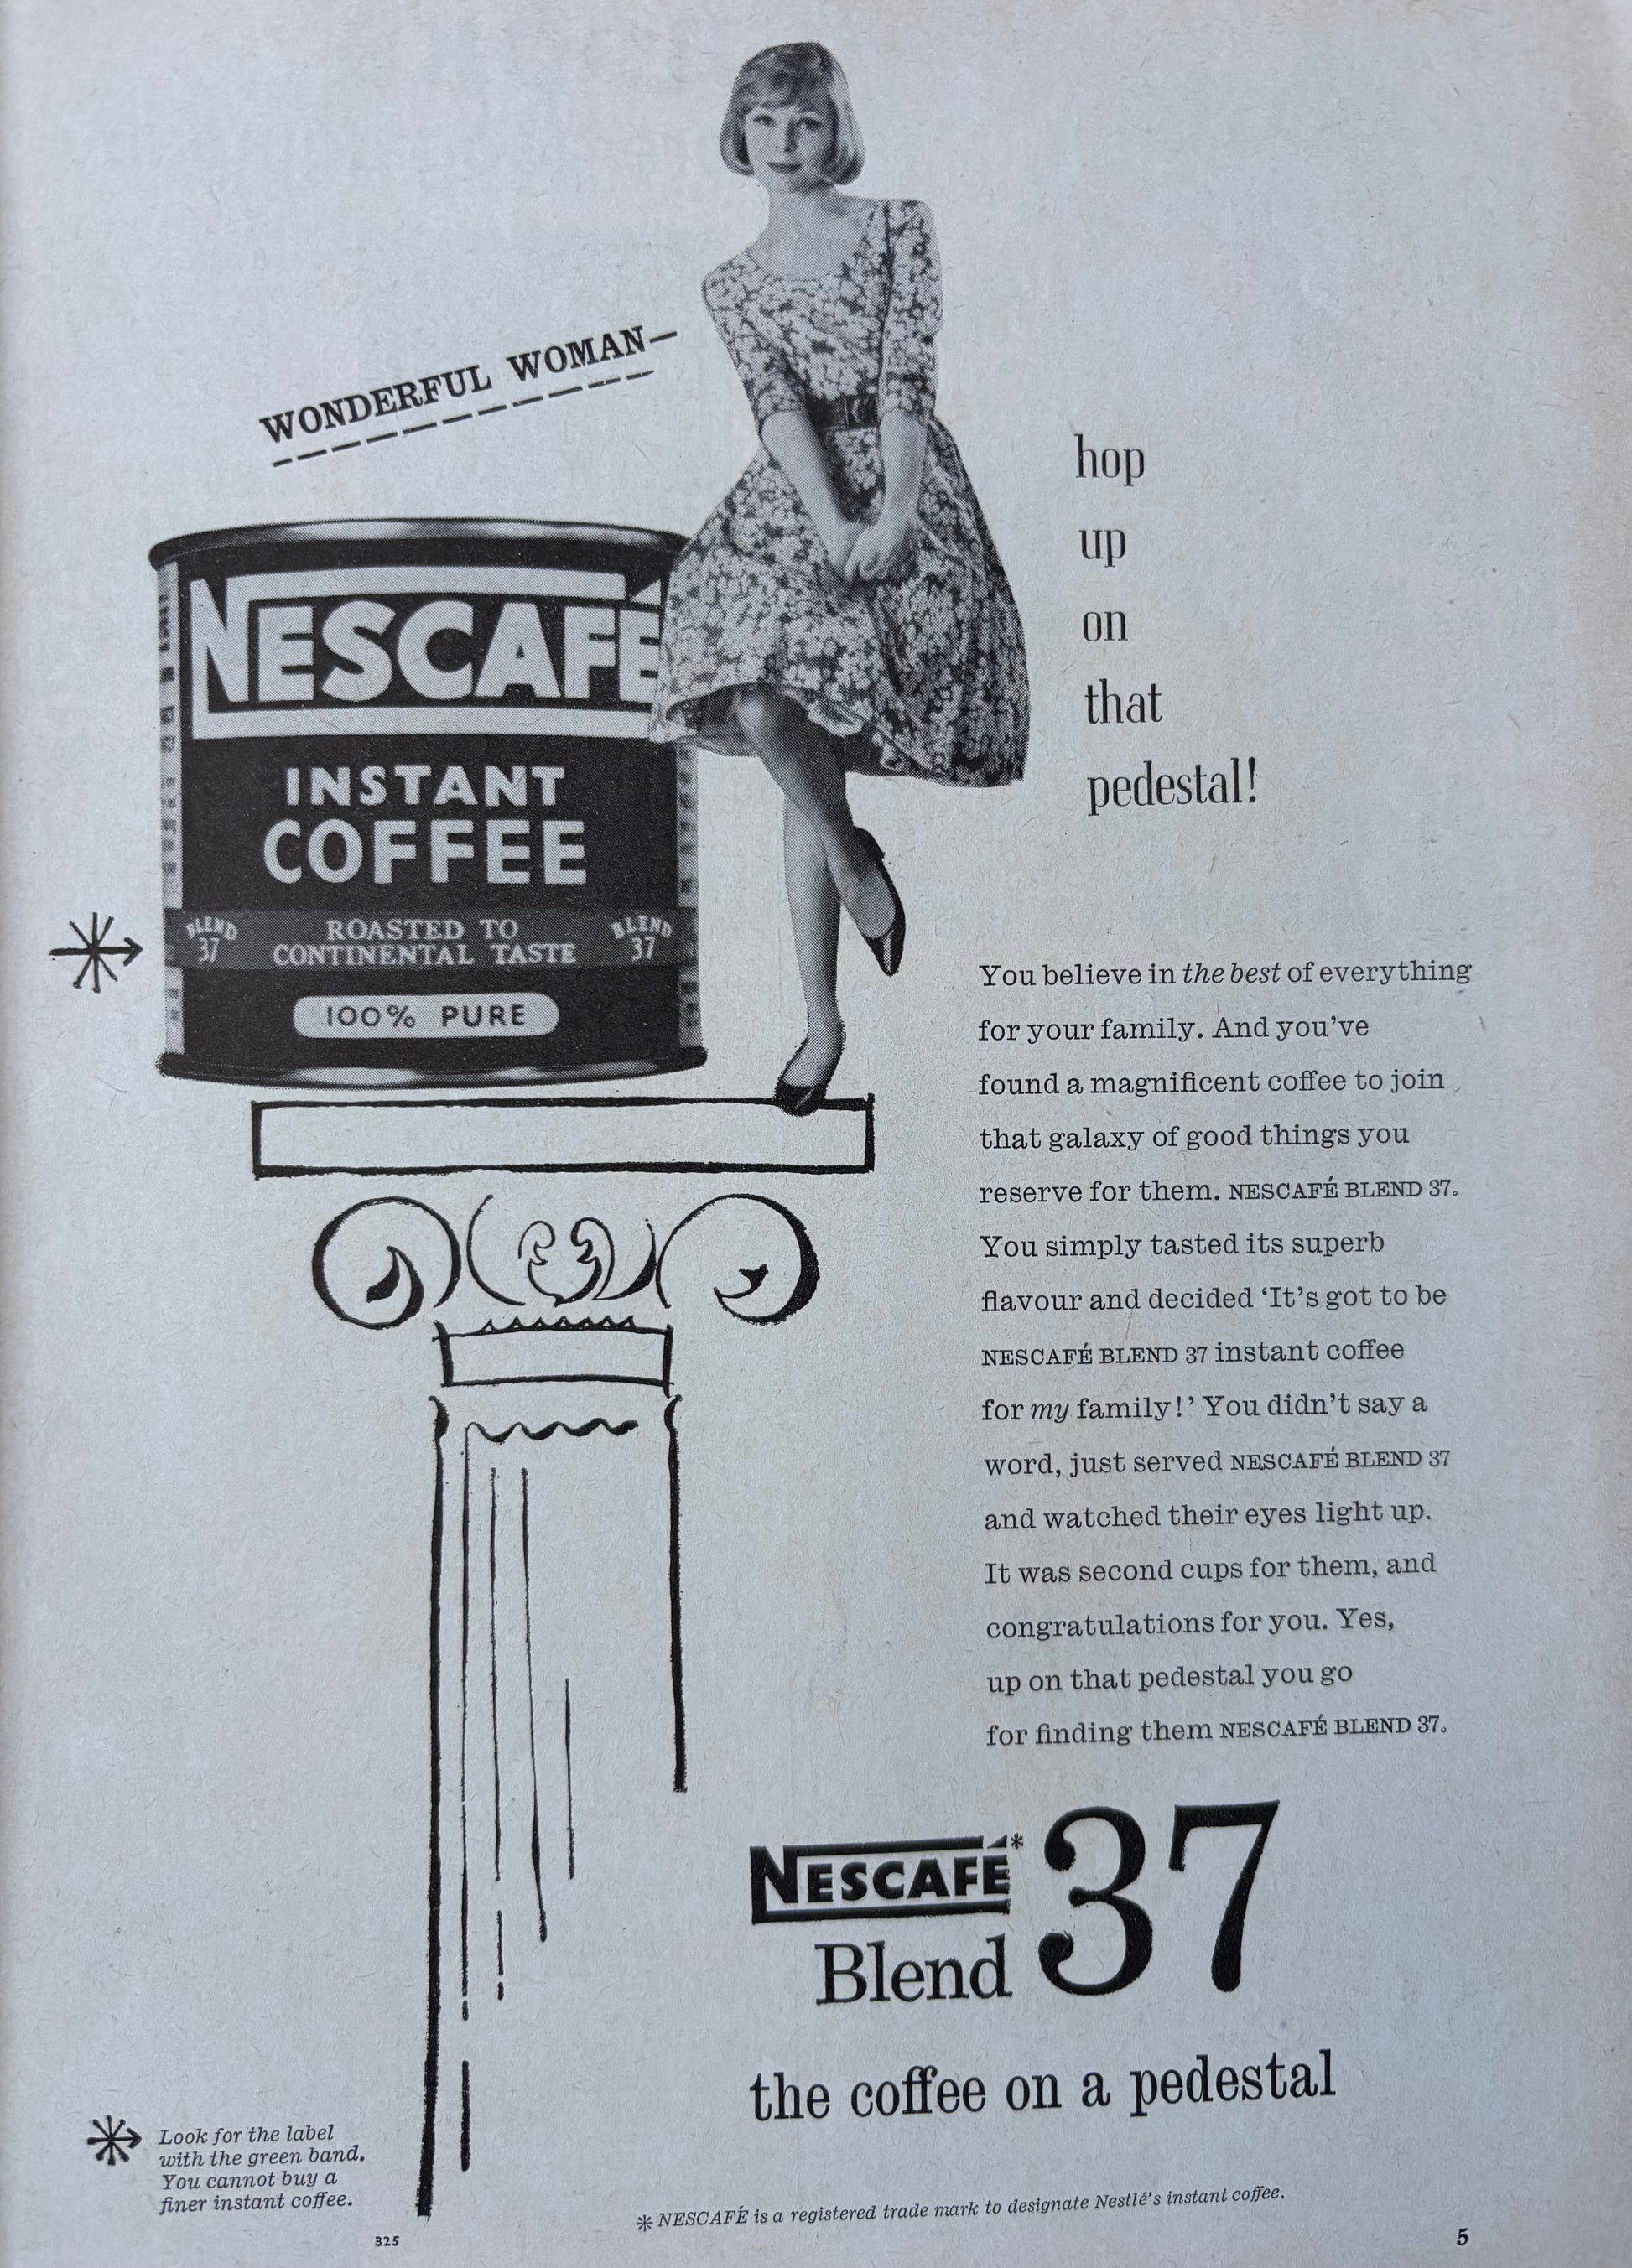 WONDERFUL WOMAN—
hop
up
on
that
pedestal!
NESCAFÉ
INSTANT
COFFEE
BLEND
37
ROASTED TO
CONTINENTAL TASTE
BLEND
37
100% PURE
You believe in the best of everything
for your family. And you've
found a magnificent coffee to join
that galaxy of good things you
reserve for them. NESCAFÉ BLEND 37.
You simply tasted its superb
flavour and decided ‘It's got to be
NESCAFÉ BLEND 37 instant coffee
for my family!’ You didn't say a
word, just served NESCAFÉ BLEND 37
and watched their eyes light up.
It was second cups for them, and
congratulations for you. Yes,
up on that pedestal you go
for finding them NESCAFÉ BLEND 37.
NESCAFÉ*
Blend 37
the coffee on a pedestal
Look for the label
with the green band.
You cannot buy a
finer instant coffee.
* NESCAFÉ is a registered trade mark to designate Nestlé's instant coffee.
325
5